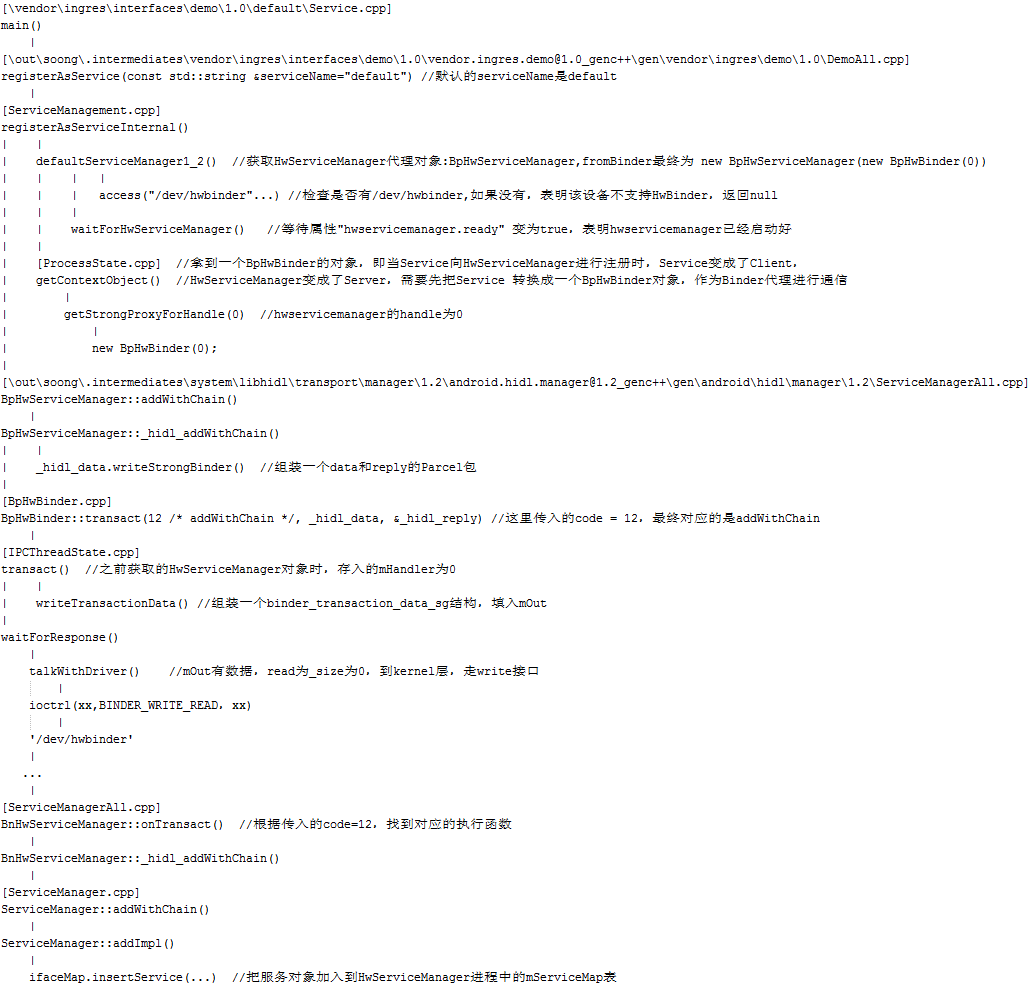 [\vendor\ingres\interfaces\demo\1.0\default\Service.cpp]
main()
|
[\out\soong\.intermediates\vendor\ingres\interfaces\demo\1.0\vendor.ingres.demo@1.0_genc++\gen\vendor\ingres\demo\1.0\DemoAll.cpp]
registerAsService(const std::string &serviceName="default") //默认的serviceName是default
|
[ServiceManagement.cpp]
registerAsServiceInternal()
| |
| defaultServiceManager1_2() //获取HwServiceManager代理对象:BpHwServiceManager,fromBinder最终为 new BpHwServiceManager(new BpHwBinder(0))
| | | |
| | | access("/dev/hwbinder"...) //检查是否有/dev/hwbinder,如果没有，表明该设备不支持HwBinder，返回null
| | |
| | waitForHwServiceManager() //等待属性"hwservicemanager.ready" 变为true，表明hwservicemanager已经启动好
| |
| [ProcessState.cpp] //拿到一个BpHwBinder的对象，即当Service向HwServiceManager进行注册时，Service变成了Client，
| getContextObject() //HwServiceManager变成了Server，需要先把Service 转换成一个BpHwBinder对象，作为Binder代理进行通信
| |
| getStrongProxyForHandle(0) //hwservicemanager的handle为0
| |
| new BpHwBinder(0);
|
[\out\soong\.intermediates\system\libhidl\transport\manager\1.2\android.hidl.manager@1.2_genc++\gen\android\hidl\manager\1.2\ServiceManagerAll.cpp]
BpHwServiceManager::addWithChain()
|
BpHwServiceManager::_hidl_addWithChain()
| |
| _hidl_data.writeStrongBinder() //组装一个data和reply的Parcel包
|
[BpHwBinder.cpp]
BpHwBinder::transact(12 /* addWithChain */, _hidl_data, &_hidl_reply) //这里传入的code = 12，最终对应的是addWithChain
|
[IPCThreadState.cpp]
transact() //之前获取的HwServiceManager对象时，存入的mHandler为0
| |
| writeTransactionData() //组装一个binder_transaction_data_sg结构，填入mOut
|
waitForResponse()
|
talkWithDriver() //mOut有数据，read为_size为0，到kernel层，走write接口
|
ioctrl(xx,BINDER_WRITE_READ，xx)
|
'/dev/hwbinder'
|
...
|
[ServiceManagerAll.cpp]
BnHwServiceManager::onTransact() //根据传入的code=12，找到对应的执行函数
|
BnHwServiceManager::_hidl_addWithChain()
|
[ServiceManager.cpp]
ServiceManager::addWithChain()
|
ServiceManager::addImpl()
|
ifaceMap.insertService(...) //把服务对象加入到HwServiceManager进程中的mServiceMap表